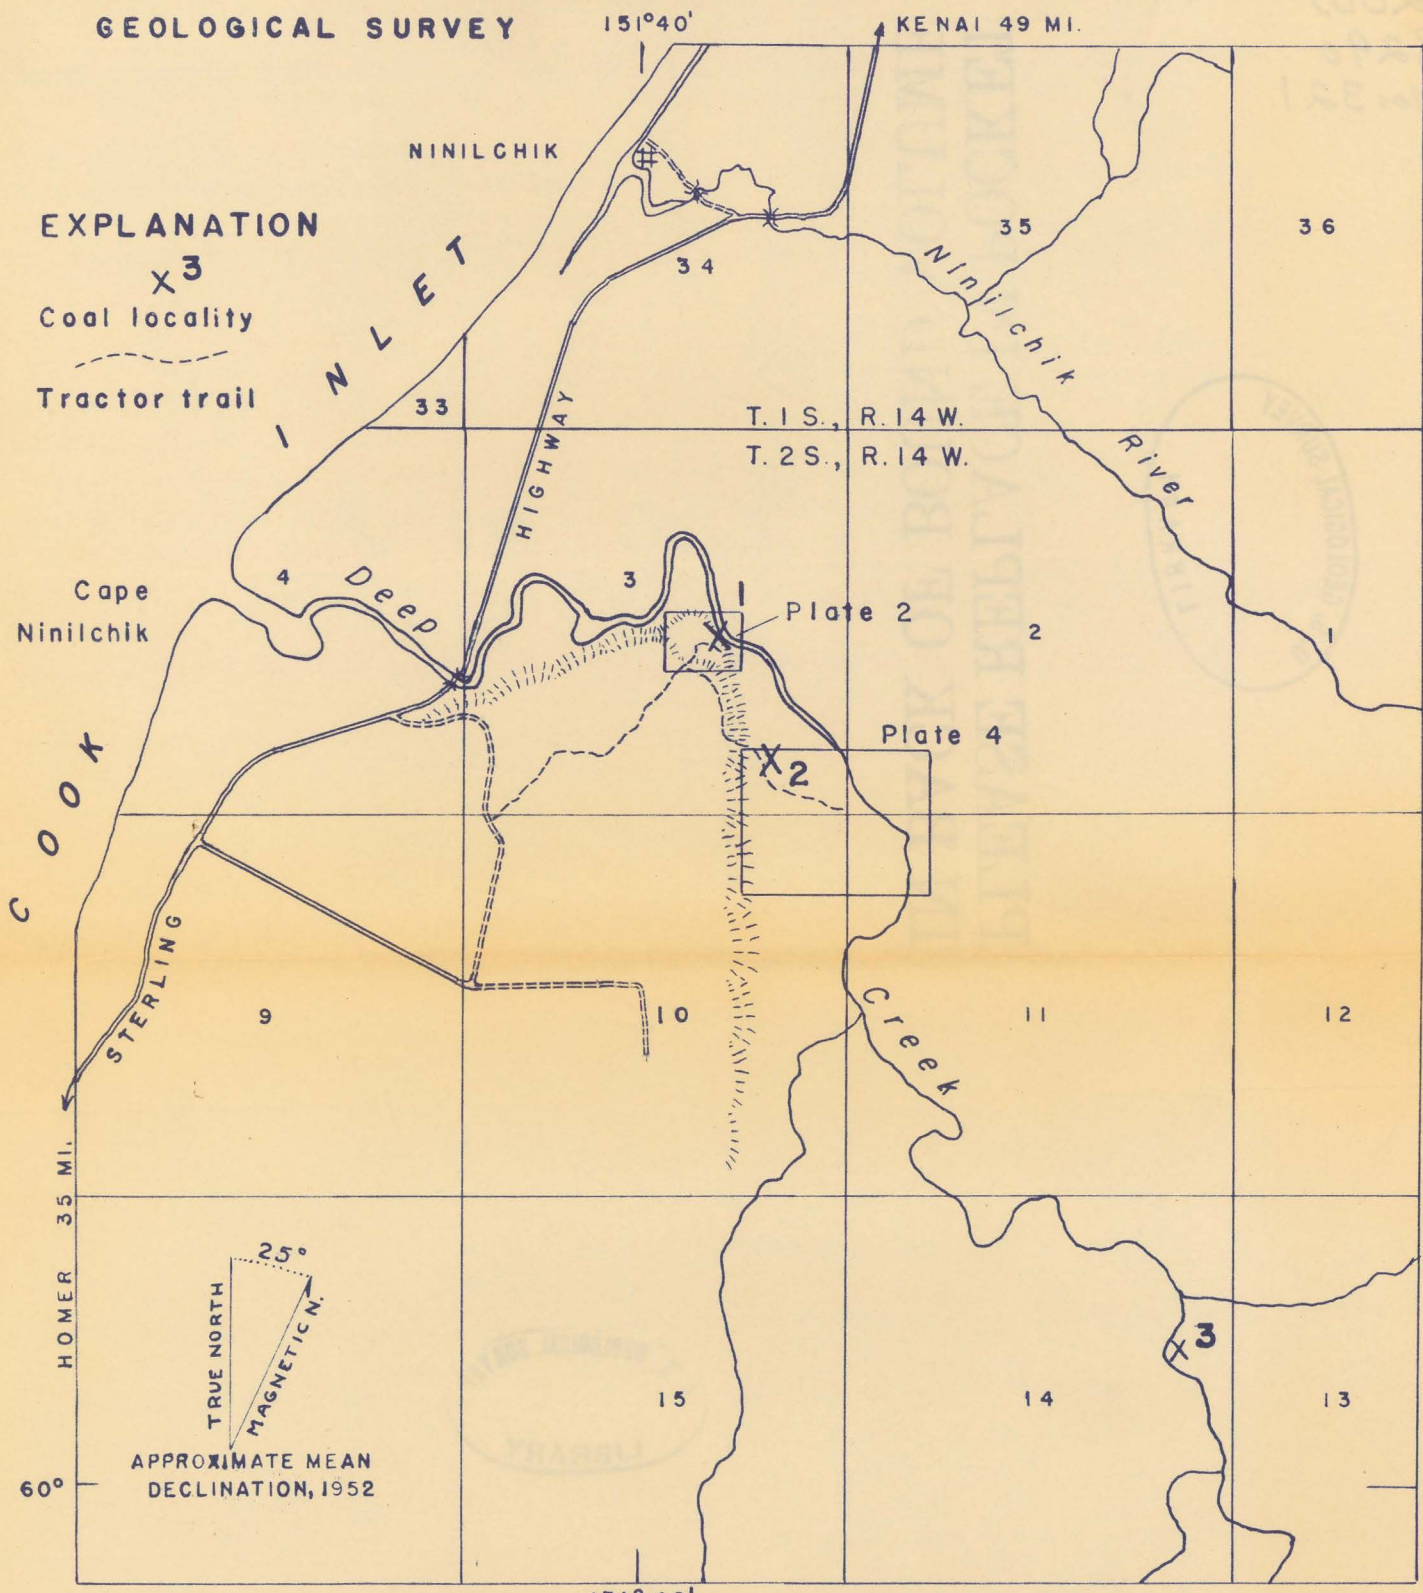 GEOLOGICAL SURVEY
151°40'
KENAI 49 MI.
NINILCHIK
EXPLANATION
X 3
Coal locality
Tractor trail
COOK INLET
33
34
35
36
Ninilchik River
T. 1 S., R. 14 W.
T. 2 S., R. 14 W.
STERLING HIGHWAY
Cape
Ninilchik
4
3
2
1
Deep Creek
1
Plate 2
Plate 4
2
9
10
11
12
HOMER 35 MI.
25°
TRUE NORTH
MAGNETIC N.
APPROXIMATE MEAN
DECLINATION, 1952
3
15
14
13
60°